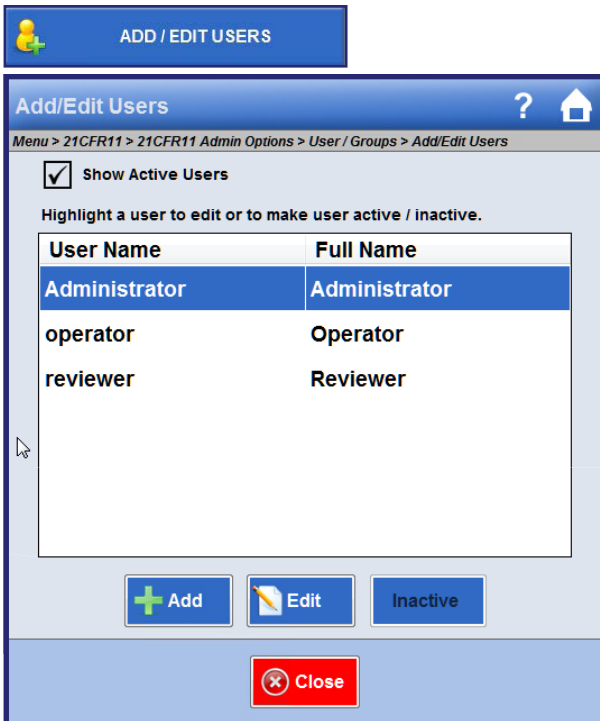 ADD / EDIT USERS
Add/Edit Users ?
Menu > 21CFR11 > 21CFR11 Admin Options > User / Groups > Add/Edit Users
Show Active Users
Highlight a user to edit or to make user active / inactive.
User Name Full Name
Administrator Administrator
operator Operator
reviewer Reviewer
Add Edit Inactive
Close